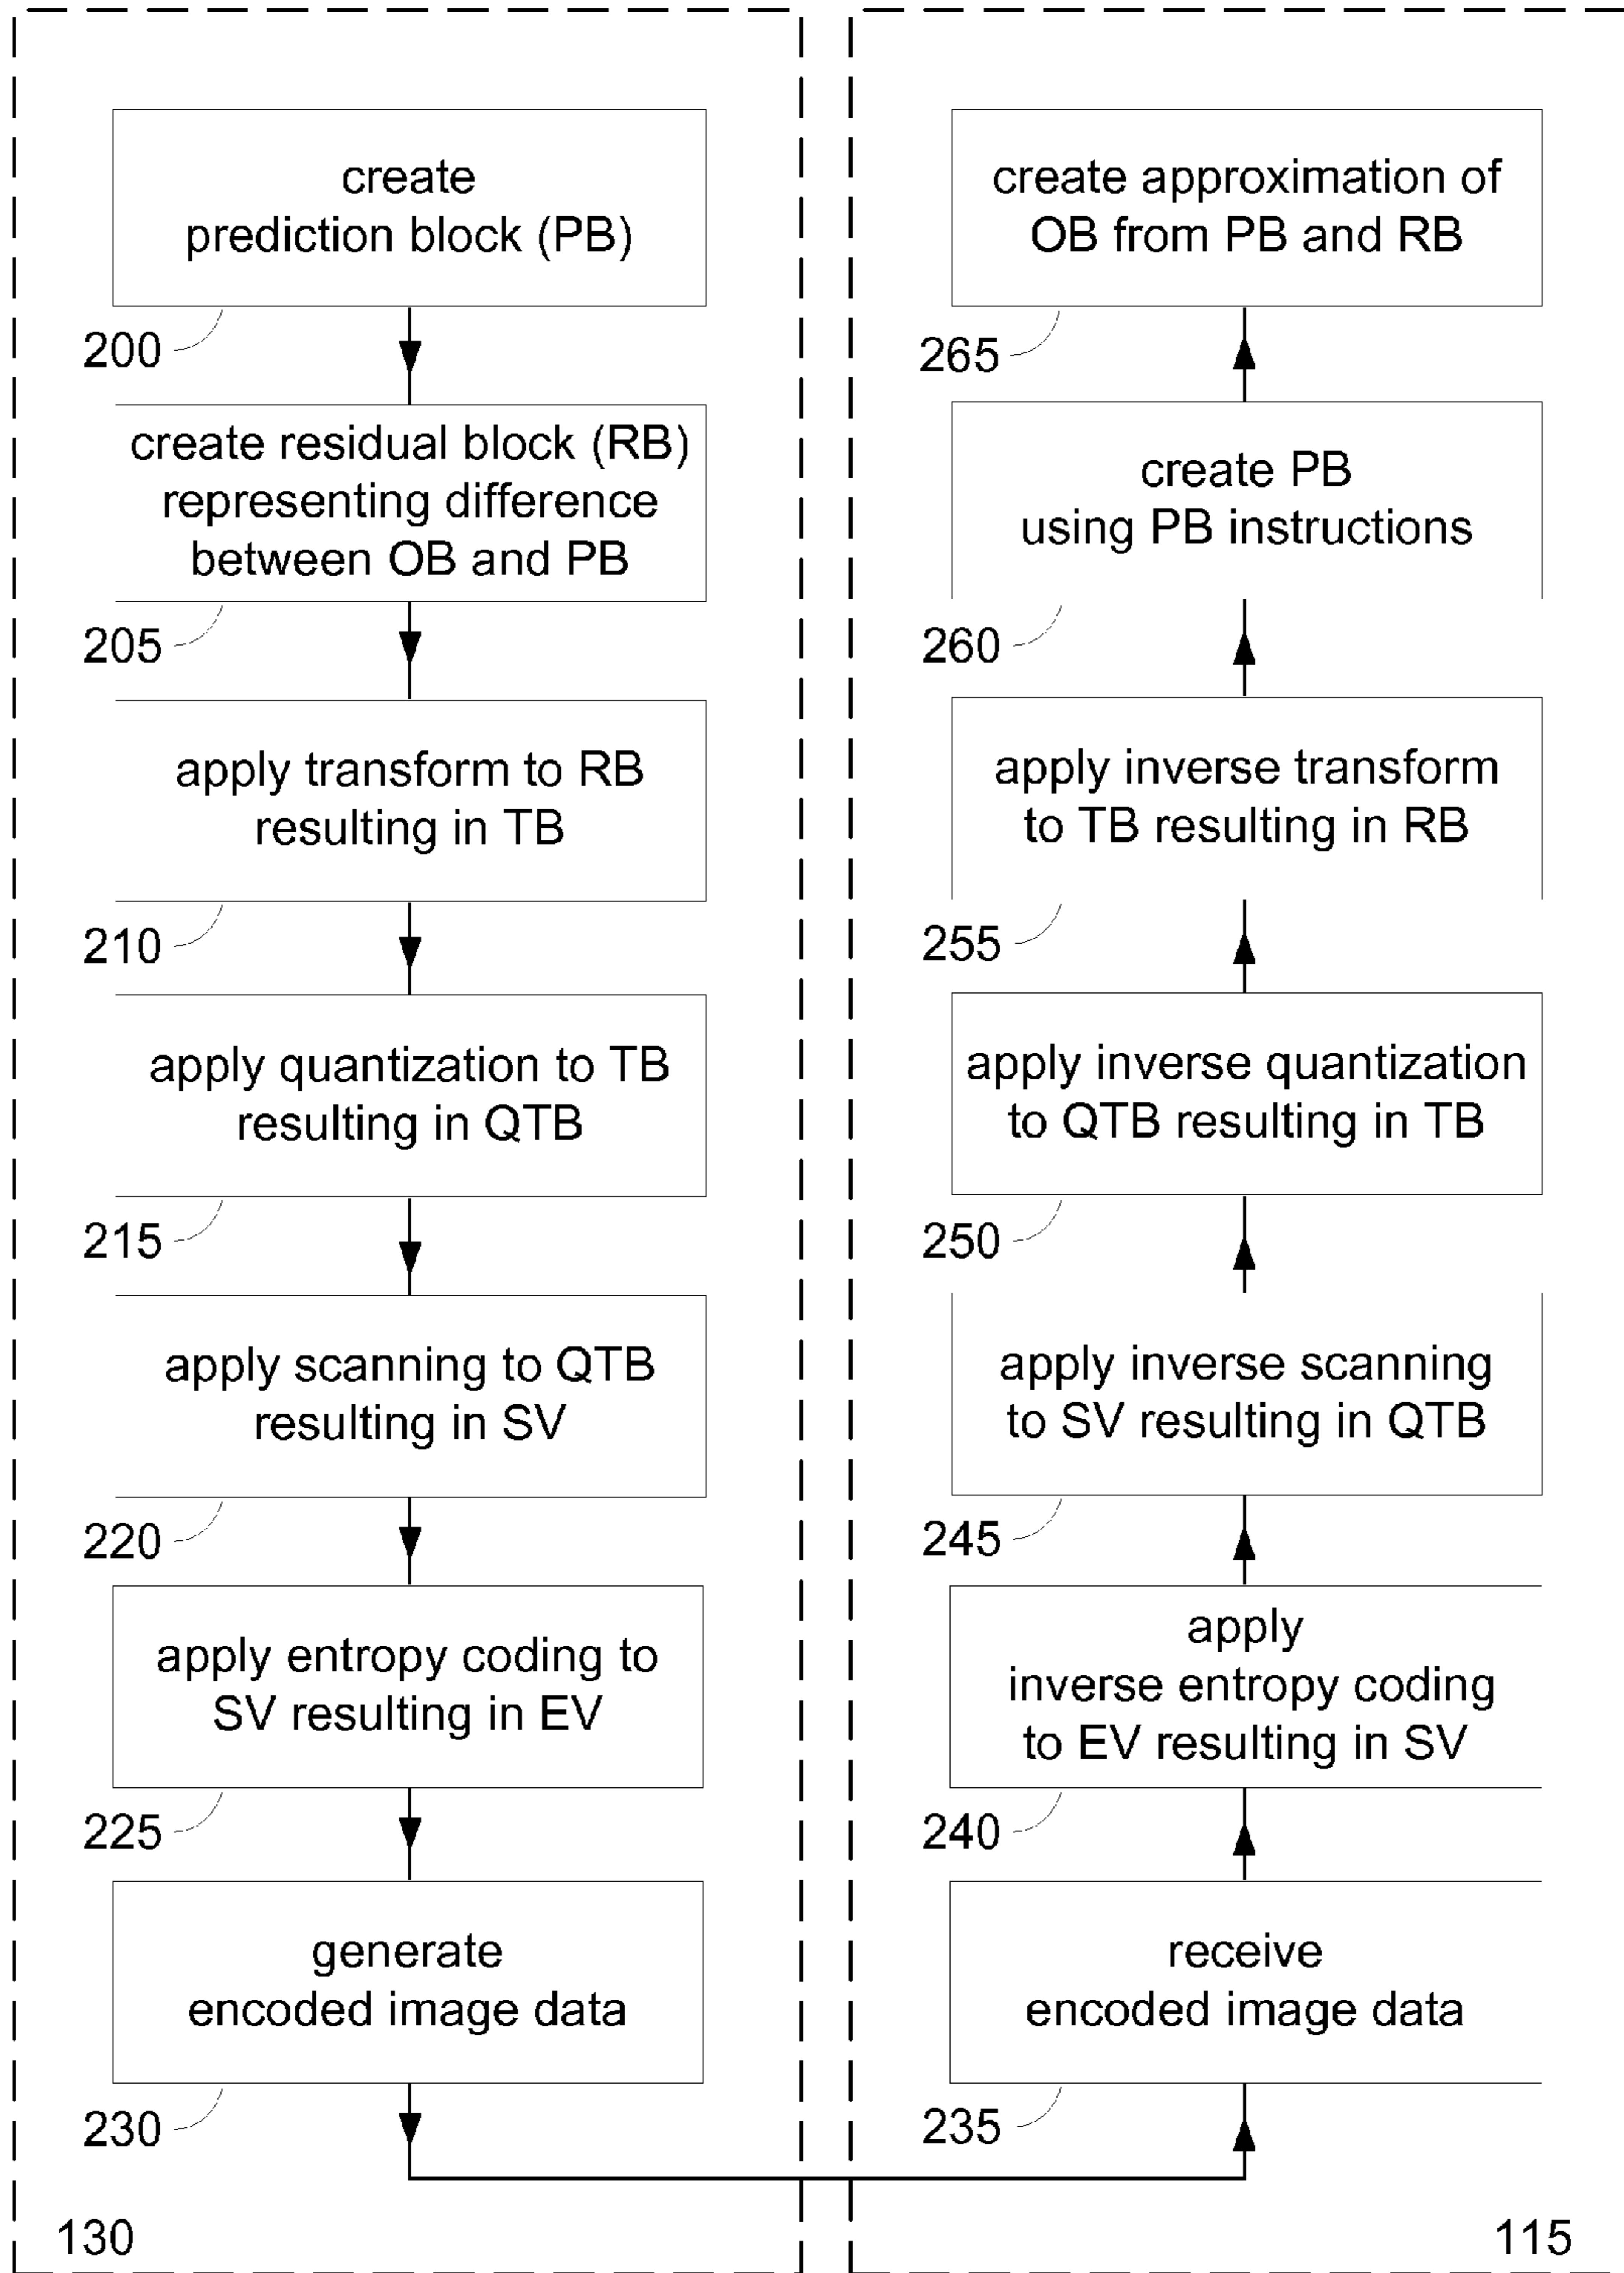 create
prediction block (PB)
200
create residual block (RB)
representing difference
between OB and PB
205
apply transform to RB
resulting in TB
210
apply quantization to TB
resulting in QTB
215
apply scanning to QTB
resulting in SV
220
apply entropy coding to
SV resulting in EV
225
generate
encoded image data
230
130
create approximation of
OB from PB and RB
265
create PB
using PB instructions
260
apply inverse transform
to TB resulting in RB
255
apply inverse quantization
to QTB resulting in TB
250
apply inverse scanning
to SV resulting in QTB
245
apply
inverse entropy coding
to EV resulting in SV
240
receive
encoded image data
235
115